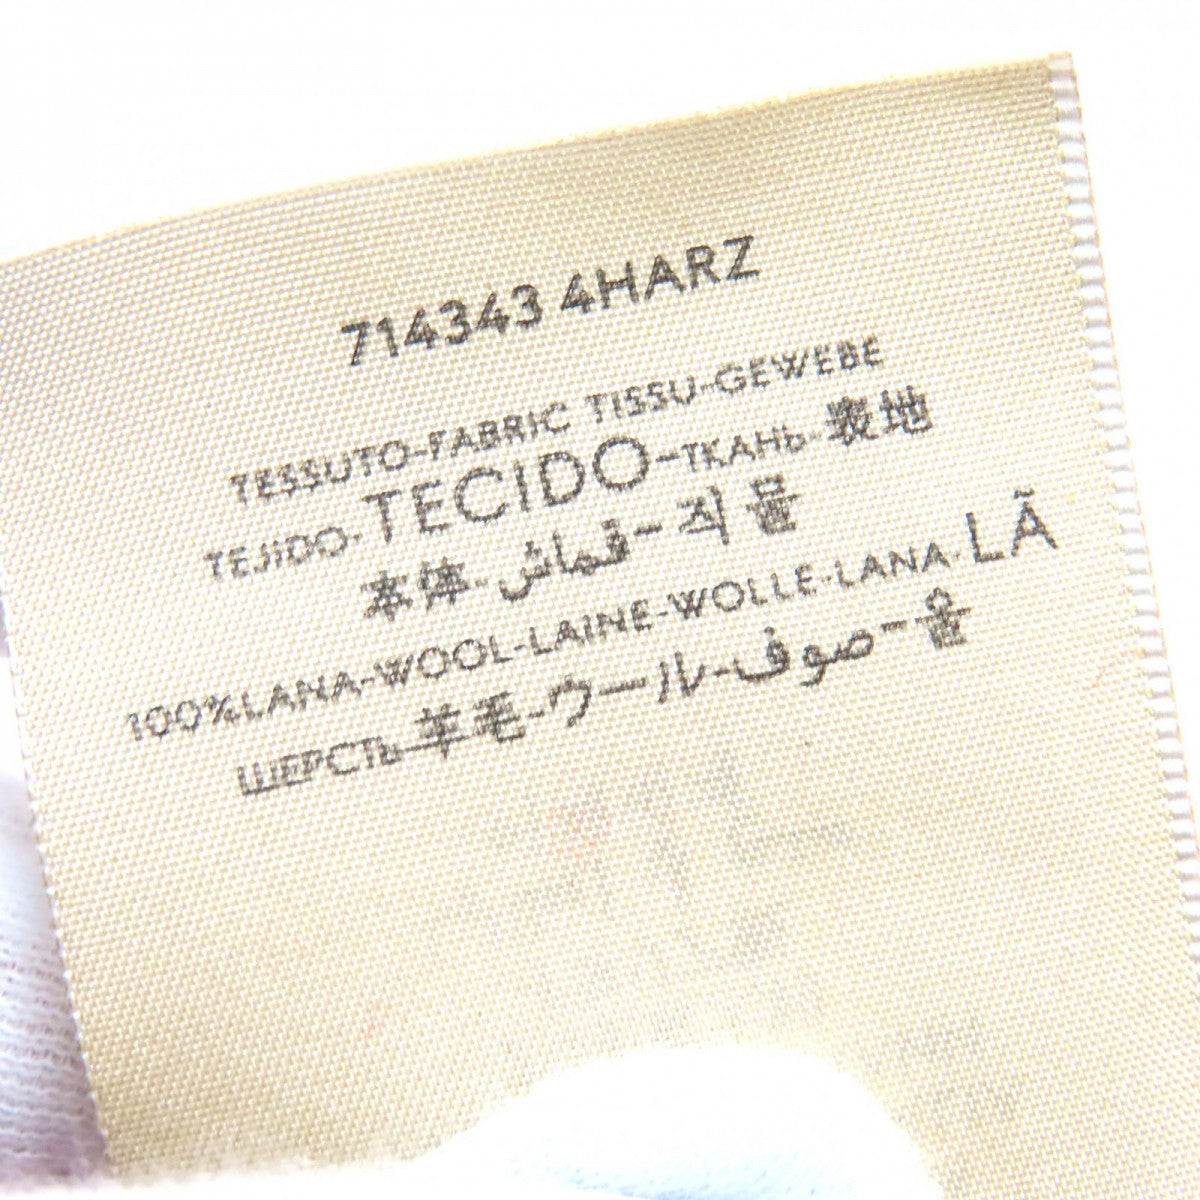 714343 4HARZ
TESSUTO-FABRIC TISSU-GEWEBE
TEJIDO-TECIDO-ТКАНЬ-表地
本体-قماش-직물
100%LANA-WOOL-LAINE-WOLLE-LANA-LÃ
ШЕРСТЬ-羊毛-ウール-صوف-울